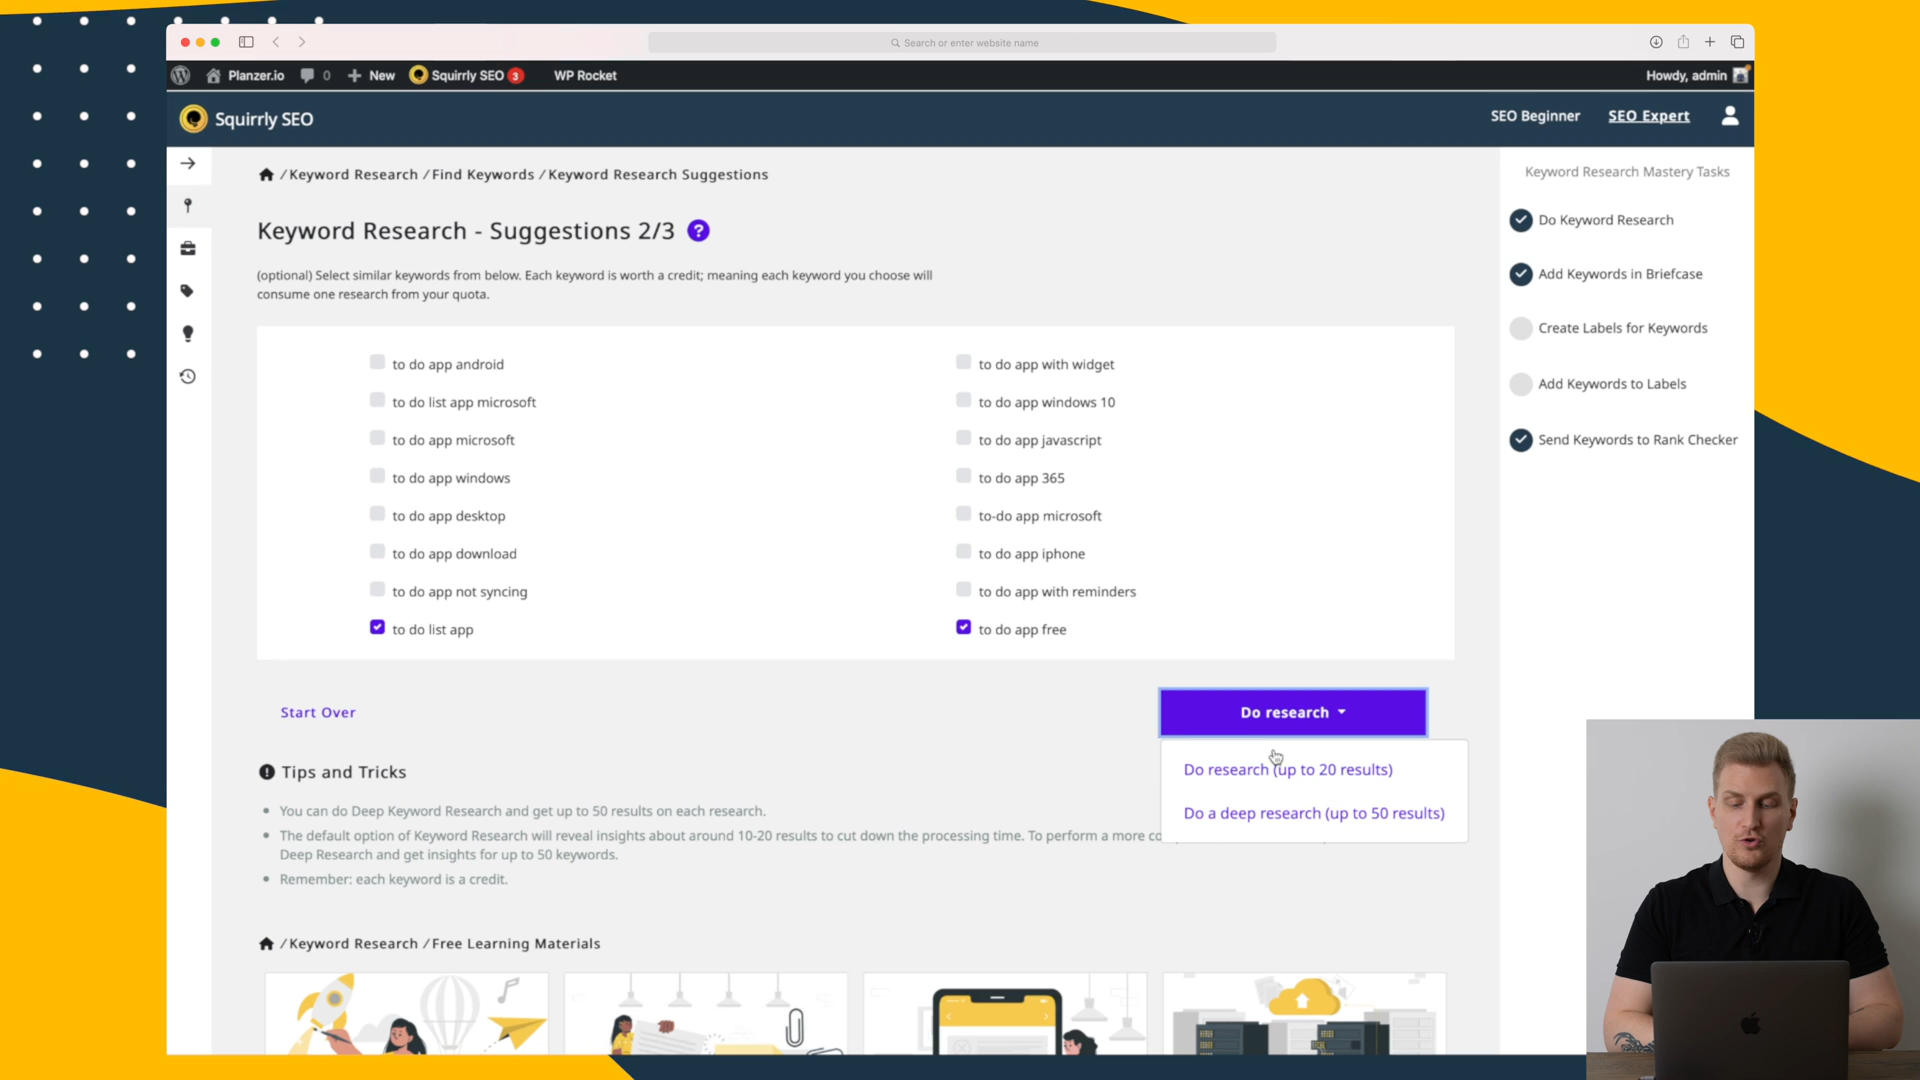 Search or enter website name
Planzer.io
0
New
Squirrly SEO 3
WP Rocket
Howdy, admin
Squirrly SEO
SEO Beginner
SEO Expert
/ Keyword Research / Find Keywords / Keyword Research Suggestions
Keyword Research - Suggestions 2/3 ?
(optional) Select similar keywords from below. Each keyword is worth a credit; meaning each keyword you choose will
consume one research from your quota.
to do app android
to do app with widget
to do list app microsoft
to do app windows 10
to do app microsoft
to do app javascript
to do app windows
to do app 365
to do app desktop
to-do app microsoft
to do app download
to do app iphone
to do app not syncing
to do app with reminders
to do list app
to do app free
Start Over
Do research
Do research (up to 20 results)
Do a deep research (up to 50 results)
Tips and Tricks
You can do Deep Keyword Research and get up to 50 results on each research.
The default option of Keyword Research will reveal insights about around 10-20 results to cut down the processing time. To perform a more
Deep Research and get insights for up to 50 keywords.
Remember: each keyword is a credit.
/ Keyword Research / Free Learning Materials
Keyword Research Mastery Tasks
Do Keyword Research
Add Keywords in Briefcase
Create Labels for Keywords
Add Keywords to Labels
Send Keywords to Rank Checker